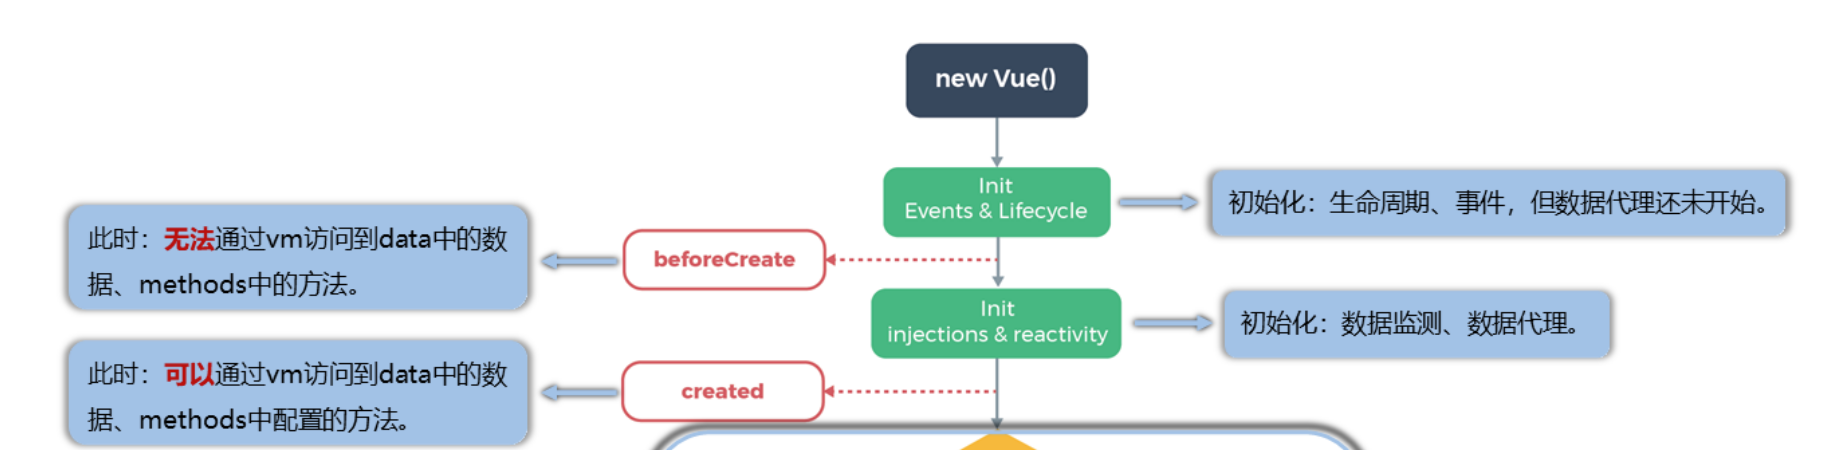 new Vue()
Init
Events & Lifecycle
初始化：生命周期、事件，但数据代理还未开始。
此时：无法通过vm访问到data中的数
据、methods中的方法。
beforeCreate
Init
injections & reactivity
初始化：数据监测、数据代理。
此时：可以通过vm访问到data中的数
据、methods中配置的方法。
created